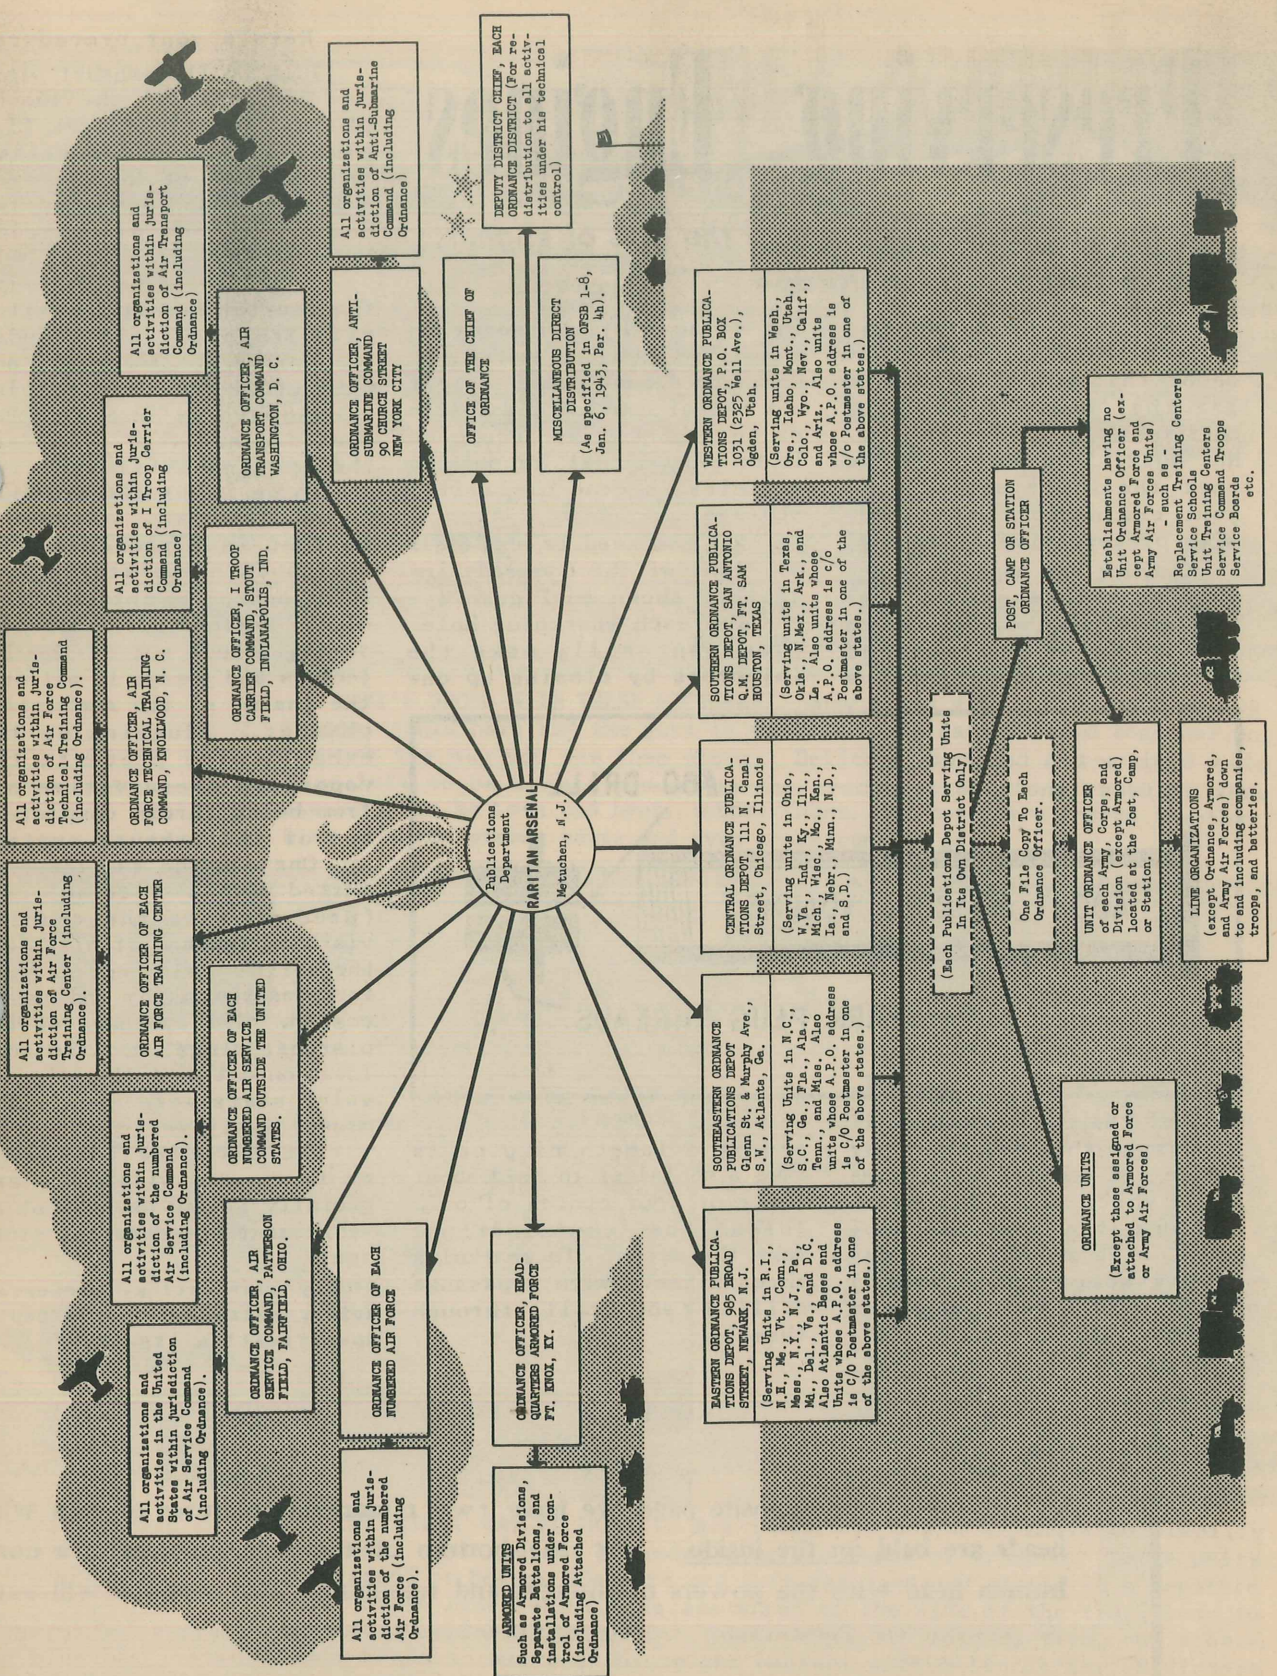 All organizations and
activities in the United
States within jurisdiction
of Air Service Command
(including Ordnance).
All organizations and
activities within juris-
diction of the numbered
Air Service Command
(including Ordnance).
All organizations and
activities within juris-
diction of Air Force
Training Center (including
Ordnance).
All organizations and
activities within juris-
diction of Air Force
Technical Training Command
(including Ordnance).
All organizations and
activities within juris-
diction of I Troop Carrier
Command (including
Ordnance)
All organizations and
activities within juris-
diction of Air Transport
Command (including
Ordnance)
ORDNANCE OFFICER, AIR
SERVICE COMMAND, PATTERSON
FIELD, FAIRFIELD, OHIO.
ORDNANCE OFFICER OF EACH
NUMBERED AIR SERVICE
COMMAND OUTSIDE THE UNITED
STATES.
ORDNANCE OFFICER OF EACH
AIR FORCE TRAINING CENTER
ORDNANCE OFFICER, AIR
FORCE TECHNICAL TRAINING
COMMAND, KNOLLWOOD, N. C.
ORDNANCE OFFICER, I TROOP
CARRIER COMMAND, STOUT
FIELD, INDIANAPOLIS, IND.
ORDNANCE OFFICER, AIR
TRANSPORT COMMAND
WASHINGTON, D. C.
All organizations and
activities within juris-
diction of the numbered
Air Force (including
Ordnance)
ORDNANCE OFFICER OF EACH
NUMBERED AIR FORCE
ORDNANCE OFFICER, ANTI-
SUBMARINE COMMAND
90 CHURCH STREET
NEW YORK CITY
All organizations and
activities within juris-
diction of Anti-Submarine
Command (including
Ordnance)
ARMORED UNITS
Such as Armored Divisions,
Separate Battalions, and
installations under con-
trol of Armored Force
(including Attached
Ordnance)
ORDNANCE OFFICER, HEAD-
QUARTERS ARMORED FORCE
FT. KNOX, KY.
Publications
Department
RARITAN ARSENAL
Metuchen, N.J.
OFFICE OF THE CHIEF OF
ORDNANCE
DEPUTY DISTRICT CHIEF, EACH
ORDNANCE DISTRICT (For re-
distribution to all activ-
ities under his technical
control)
MISCELLANEOUS DIRECT
DISTRIBUTION
(As specified in OFSB 1-8,
Jan. 6, 1943, Par. 4h).
EASTERN ORDNANCE PUBLICA-
TIONS DEPOT, 985 BROAD
STREET, NEWARK, N.J.
(Serving Units in R.I.,
N.H., Me., Vt., Conn.,
Mass., N.Y., N.J., Pa.,
Md., Del., Va., and D.C.
Also Atlantic Bases and
Units whose A.P.O. address
is C/O Postmaster in one
of the above states.)
SOUTHEASTERN ORDNANCE
PUBLICATIONS DEPOT
Glenn St. & Murphy Ave.,
S.W., Atlanta, Ga.
(Serving Units in N.C.,
S.C., Ga., Fla., Ala.,
Tenn., and Miss. Also
units whose A.P.O. address
is C/O Postmaster in one
of the above states.)
CENTRAL ORDNANCE PUBLICA-
TIONS DEPOT, 111 N. Canal
Street, Chicago, Illinois
(Serving units in Ohio,
W.Va., Ind., Ky., Ill.,
Mich., Wisc., Mo., Kan.,
Ia., Nebr., Minn., N.D.,
and S.D.)
SOUTHERN ORDNANCE PUBLICA-
TIONS DEPOT, SAN ANTONIO
Q.M. DEPOT, FT. SAM
HOUSTON, TEXAS
(Serving units in Texas,
Okla., N.Mex., Ark., and
La. Also units whose
A.P.O. address is c/o
Postmaster in one of the
above states.)
WESTERN ORDNANCE PUBLICA-
TIONS DEPOT, P.O. BOX
1031 (2325 Wall Ave.),
Ogden, Utah.
(Serving units in Wash.,
Ore., Idaho, Mont., Utah.,
Colo., Wyo., Nev., Calif.,
and Ariz. Also units
whose A.P.O. address is
c/o Postmaster in one of
the above states.)
(Each Publications Depot Serving Units
In Its Own District Only)
One File Copy To Each
Ordnance Officer.
POST, CAMP OR STATION
ORDNANCE OFFICER
ORDNANCE UNITS
(Except those assigned or
attached to Armored Force
or Army Air Forces)
UNIT ORDNANCE OFFICER
of each Army, Corps, and
Division (except Armored)
located at the Post, Camp,
or Station.
Establishments having no
Unit Ordnance Officer (ex-
cept Armored Force and
Army Air Forces Units)
- such as -
Replacement Training Centers
Service Schools
Unit Training Centers
Service Command Troops
Service Boards
etc.
LINE ORGANIZATIONS
(except Ordnance, Armored,
and Army Air Forces) down
to and including companies,
troops, and batteries.